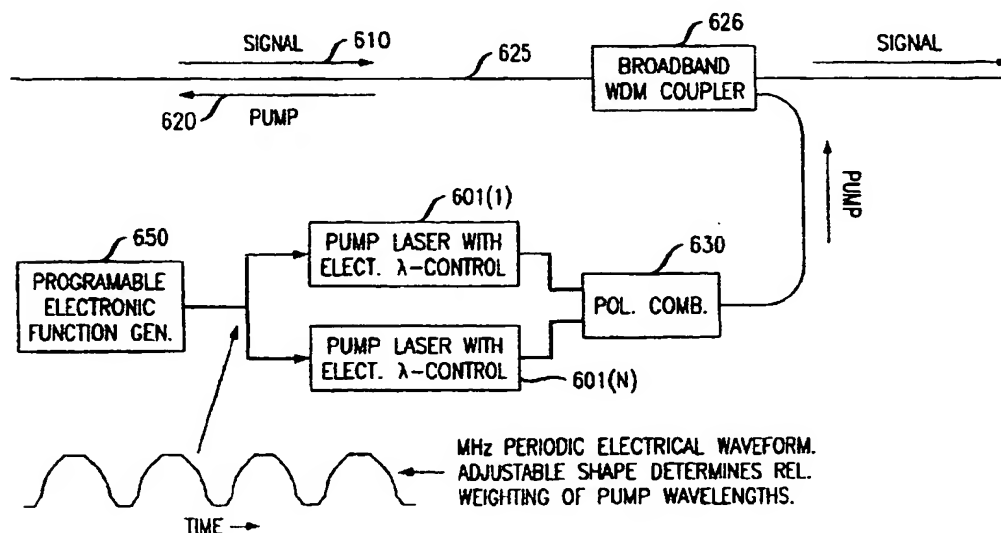 SIGNAL
610
625
626
BROADBAND
WDM COUPLER
SIGNAL
620
PUMP
PUMP
601(1)
PUMP LASER WITH
ELECT. λ-CONTROL
650
PROGRAMABLE
ELECTRONIC
FUNCTION GEN.
630
POL. COMB.
PUMP LASER WITH
ELECT. λ-CONTROL
601(N)
MHz PERIODIC ELECTRICAL WAVEFORM.
ADJUSTABLE SHAPE DETERMINES REL.
WEIGHTING OF PUMP WAVELENGTHS.
TIME